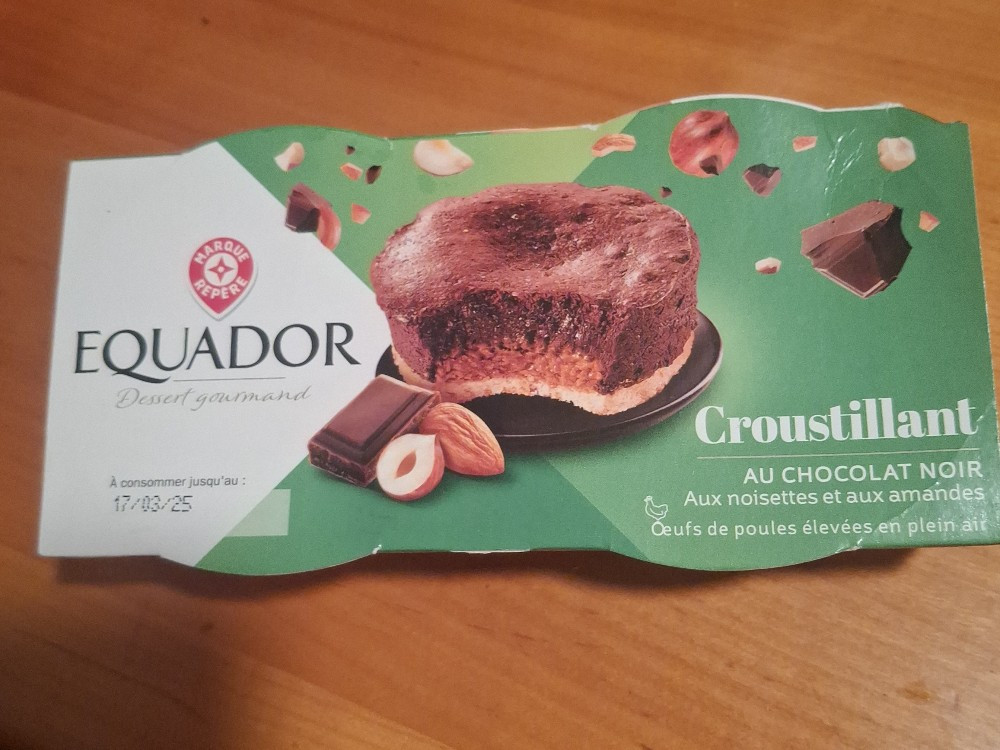 MARQUE
REPÈRE
EQUADOR
Dessert gourmand
À consommer jusqu'au :
17/03/25
Croustillant
AU CHOCOLAT NOIR
Aux noisettes et aux amandes
Œufs de poules élevées en plein air